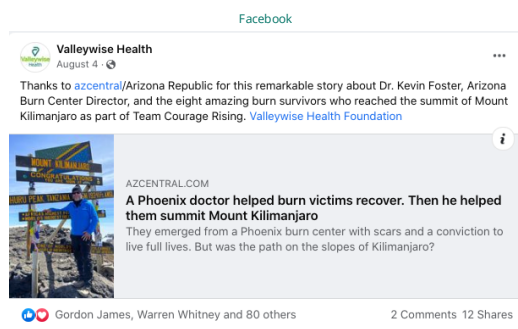 Facebook
Valleywise Health
August 4 ·
Thanks to azcentral/Arizona Republic for this remarkable story about Dr. Kevin Foster, Arizona
Burn Center Director, and the eight amazing burn survivors who reached the summit of Mount
Kilimanjaro as part of Team Courage Rising. Valleywise Health Foundation
MOUNT KILIMANJARO
CONGRATULATIONS
AZCENTRAL.COM
A Phoenix doctor helped burn victims recover. Then he helped
them summit Mount Kilimanjaro
They emerged from a Phoenix burn center with scars and a conviction to
live full lives. But was the path on the slopes of Kilimanjaro?
Gordon James, Warren Whitney and 80 others
2 Comments 12 Shares